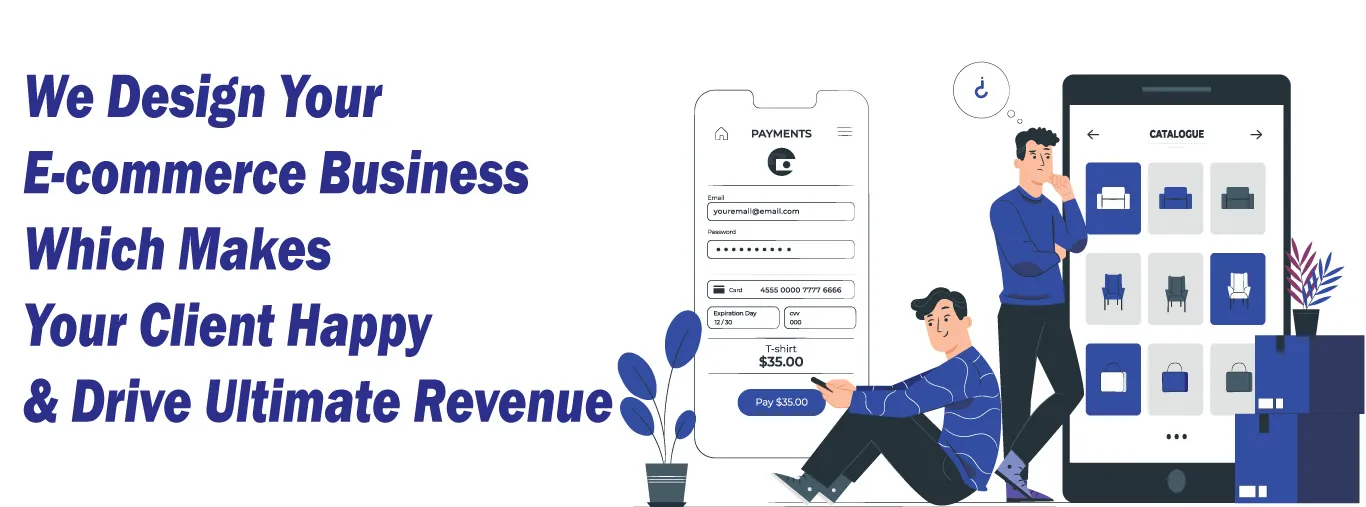 We Design Your
E-commerce Business
Which Makes
Your Client Happy
& Drive Ultimate Revenue
PAYMENTS
Email
youremail@email.com
Password
••••••••••
Card 4555 0000 7777 6666
Expiration Day
12 / 30
cvv
000
T-shirt
$35.00
Pay $35.00
¿
CATALOGUE